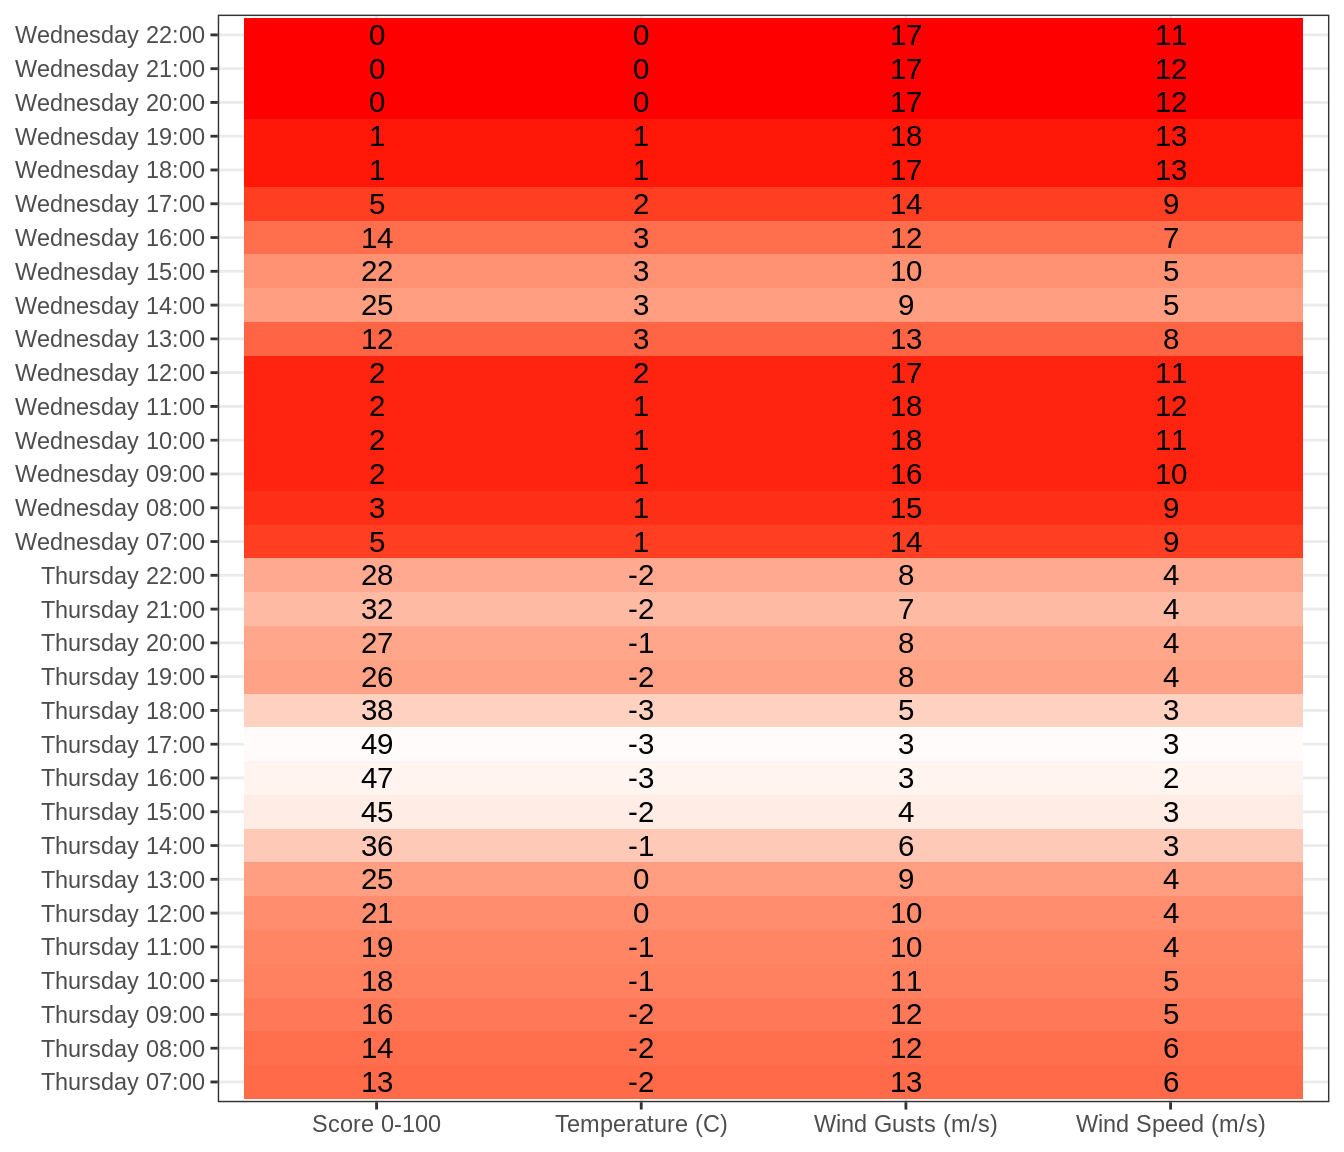 Wednesday 22:00 0 0 17 11
Wednesday 21:00 0 0 17 12
Wednesday 20:00 0 0 17 12
Wednesday 19:00 1 1 18 13
Wednesday 18:00 1 1 17 13
Wednesday 17:00 5 2 14 9
Wednesday 16:00 14 3 12 7
Wednesday 15:00 22 3 10 5
Wednesday 14:00 25 3 9 5
Wednesday 13:00 12 3 13 8
Wednesday 12:00 2 2 17 11
Wednesday 11:00 2 1 18 12
Wednesday 10:00 2 1 18 11
Wednesday 09:00 2 1 16 10
Wednesday 08:00 3 1 15 9
Wednesday 07:00 5 1 14 9
Thursday 22:00 28 -2 8 4
Thursday 21:00 32 -2 7 4
Thursday 20:00 27 -1 8 4
Thursday 19:00 26 -2 8 4
Thursday 18:00 38 -3 5 3
Thursday 17:00 49 -3 3 3
Thursday 16:00 47 -3 3 2
Thursday 15:00 45 -2 4 3
Thursday 14:00 36 -1 6 3
Thursday 13:00 25 0 9 4
Thursday 12:00 21 0 10 4
Thursday 11:00 19 -1 10 4
Thursday 10:00 18 -1 11 5
Thursday 09:00 16 -2 12 5
Thursday 08:00 14 -2 12 6
Thursday 07:00 13 -2 13 6
Score 0-100 Temperature (C) Wind Gusts (m/s) Wind Speed (m/s)